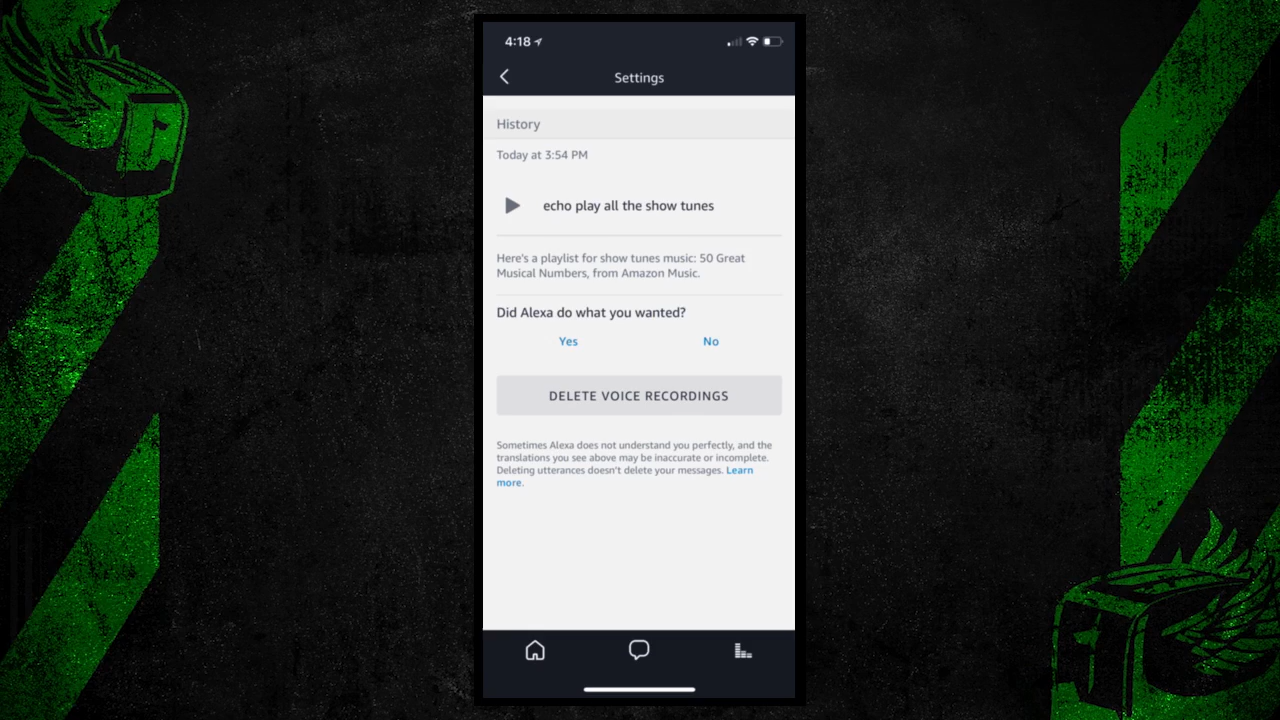 4:18
Settings
History
Today at 3:54 PM
echo play all the show tunes
Here's a playlist for show tunes music: 50 Great
Musical Numbers, from Amazon Music.
Did Alexa do what you wanted?
Yes No
DELETE VOICE RECORDINGS
Sometimes Alexa does not understand you perfectly, and the
translations you see above may be inaccurate or incomplete.
Deleting utterances doesn't delete your messages. Learn
more.